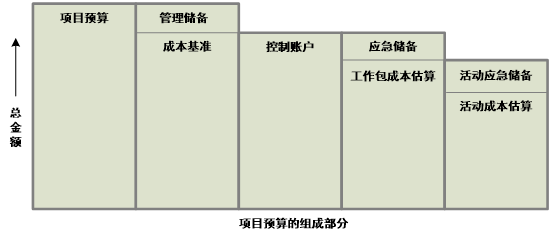 项目预算
管理储备
成本基准
控制账户
应急储备
工作包成本估算
活动应急储备
活动成本估算
总金额
项目预算的组成部分